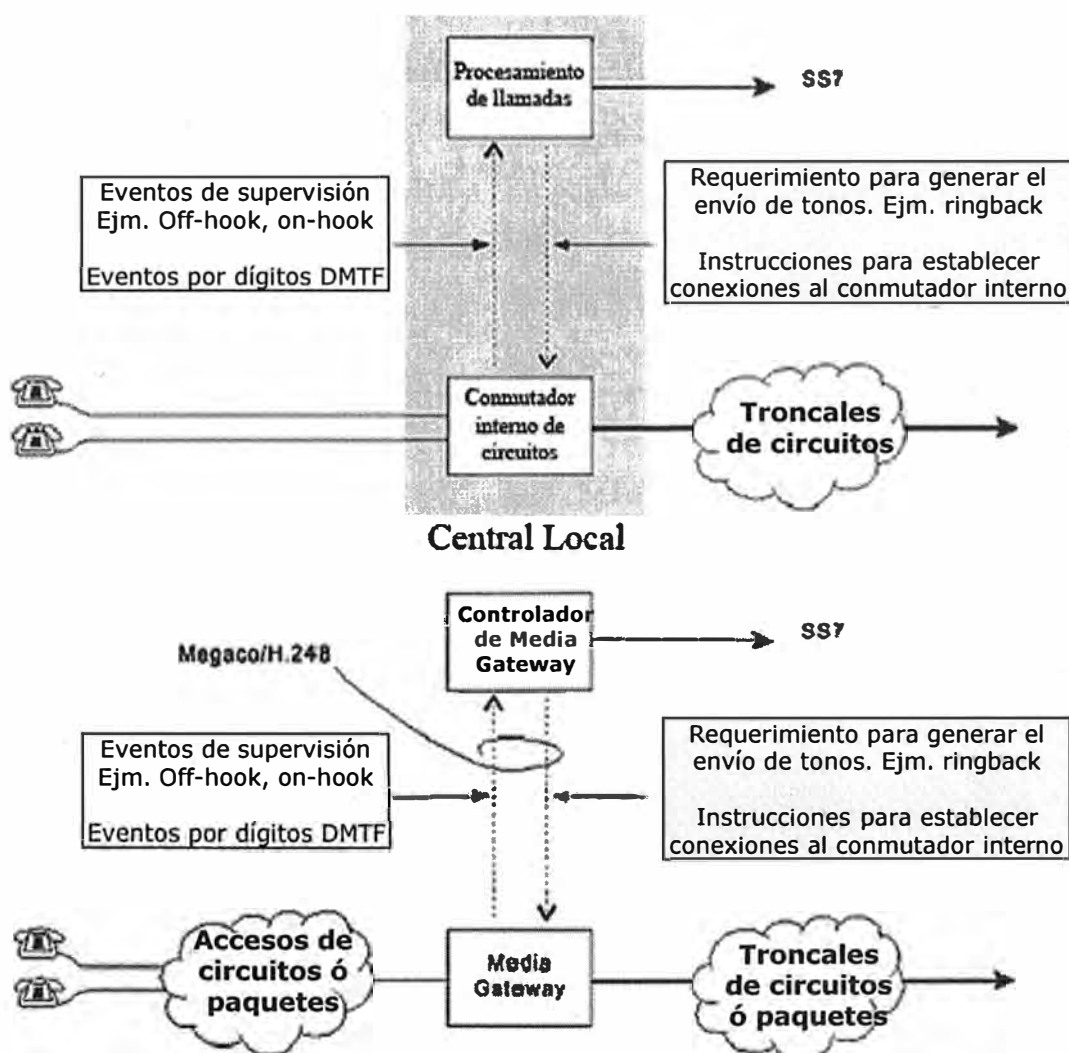 Procesamiento
de llamadas
SS7
Eventos de supervisión
Ejm. Off-hook, on-hook
Eventos por dígitos DMTF
Requerimiento para generar el
envío de tonos. Ejm. ringback
Instrucciones para establecer
conexiones al conmutador interno
Conmutador
interno de
circuitos
Troncales
de circuitos
Central Local
Controlador
de Media
Gateway
SS7
Megaco/H.248
Eventos de supervisión
Ejm. Off-hook, on-hook
Eventos por dígitos DMTF
Requerimiento para generar el
envío de tonos. Ejm. ringback
Instrucciones para establecer
conexiones al conmutador interno
Accesos de
circuitos ó
paquetes
Media
Gateway
Troncales
de circuitos
ó paquetes